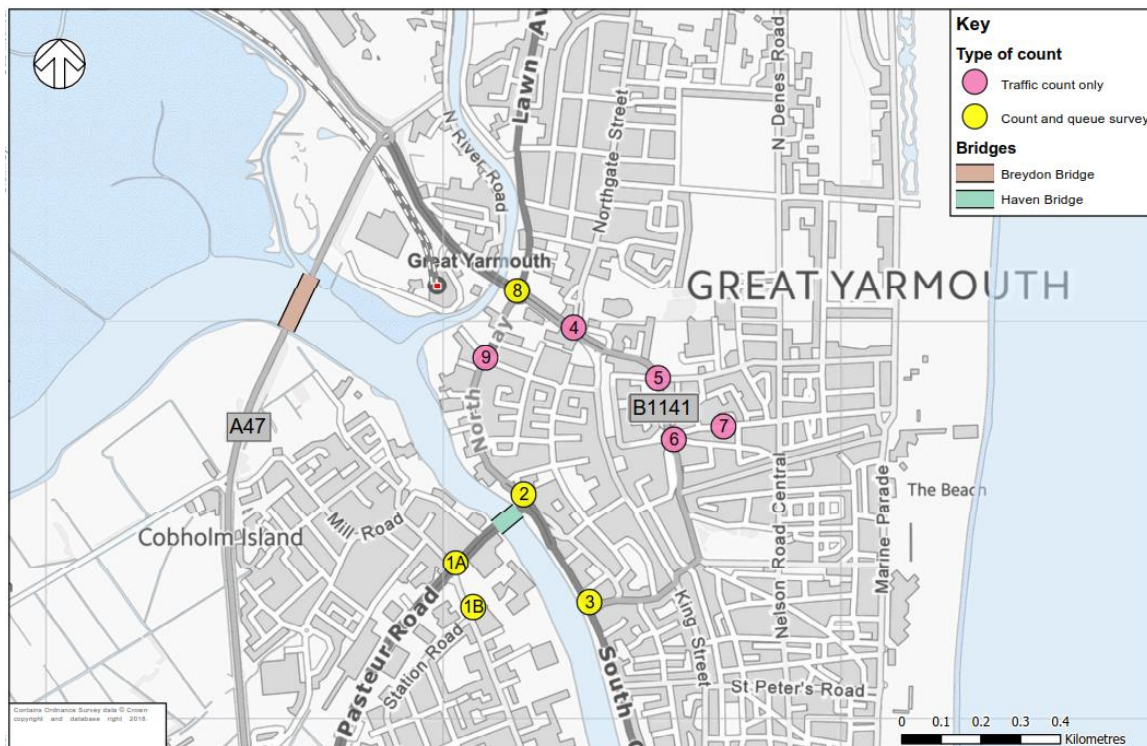 Key
Type of count
Traffic count only
Count and queue survey
Bridges
Breydon Bridge
Haven Bridge
Lawn Av
N River Road
Northgate Street
N Denes Road
Great Yarmouth
GREAT YARMOUTH
8
4
9
North
ay
5
B1141
7
6
A47
2
Nelson Road Central
Marine Parade
The Beach
Mill Road
Cobholm Island
1A
1B
3
King Street
Pasteur Road
Station Road
South
St Peter's Road
Contains Ordnance Survey data © Crown
copyright and database right 2018.
0 0.1 0.2 0.3 0.4
Kilometres